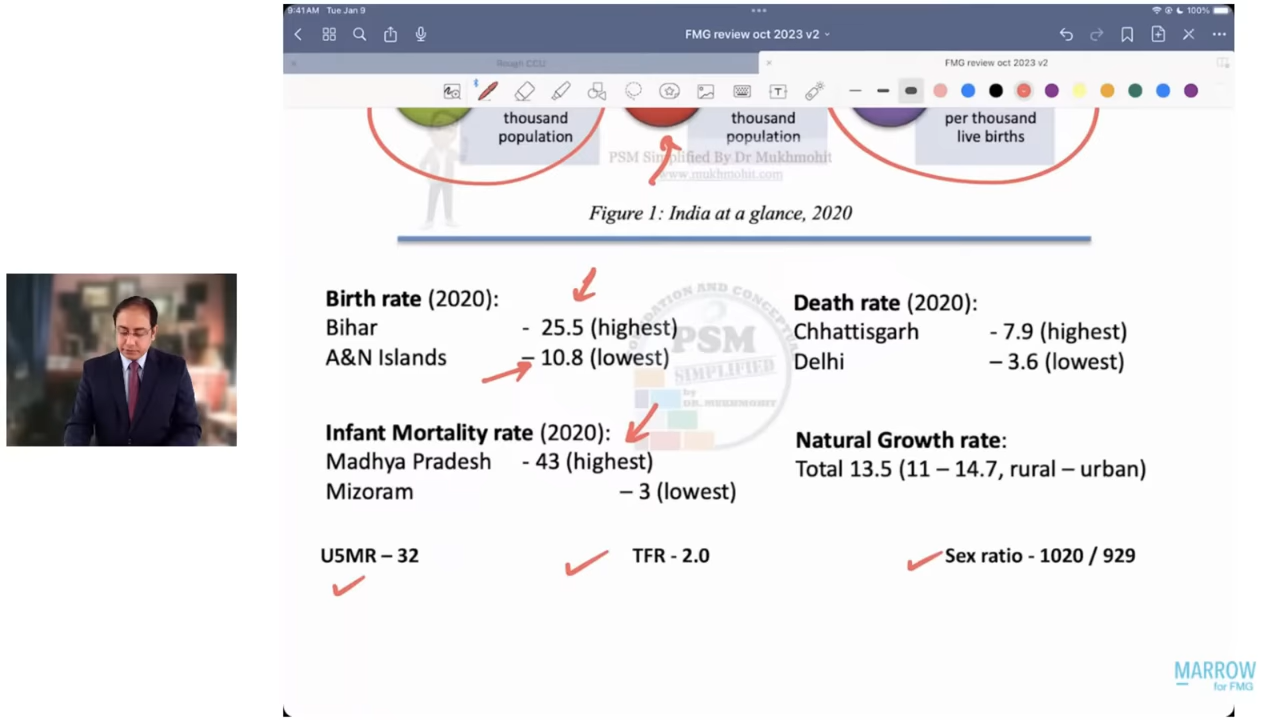 9:41 AM Tue Jan 9
100%
FMG review oct 2023 v2
Rough CCU
FMG review oct 2023 v2
thousand
population
thousand
population
per thousand
live births
PSM Simplified By Dr Mukhmohit
www.mukhmohit.com
Figure 1: India at a glance, 2020
Birth rate (2020):
Bihar - 25.5 (highest)
A&N Islands – 10.8 (lowest)
Death rate (2020):
Chhattisgarh - 7.9 (highest)
Delhi – 3.6 (lowest)
PSM
SIMPLIFIED
by
DR. MUKHMOHIT
Infant Mortality rate (2020):
Madhya Pradesh - 43 (highest)
Mizoram – 3 (lowest)
Natural Growth rate:
Total 13.5 (11 – 14.7, rural – urban)
U5MR – 32
TFR - 2.0
Sex ratio - 1020 / 929
MARROW
for FMG